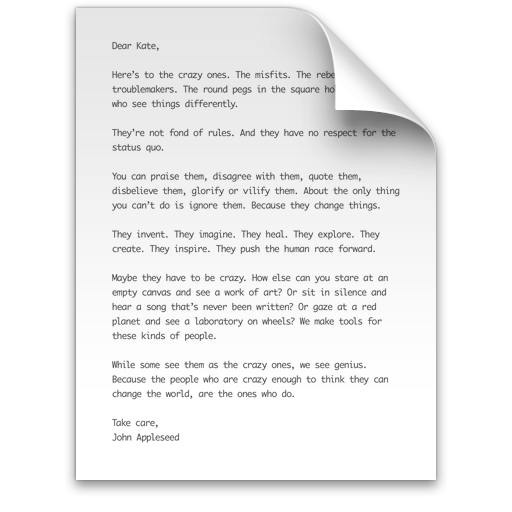 Dear Kate,
Here's to the crazy ones. The misfits. The
troublemakers. The round pegs in the square
who see things differently.
They're not fond of rules. And they have no respect for the
status quo.
You can praise them, disagree with them, quote them,
disbelieve them, glorify or vilify them. About the only thing
you can't do is ignore them. Because they change things.
They invent. They imagine. They heal. They explore. They
create. They inspire. They push the human race forward.
Maybe they have to be crazy. How else can you stare at an
empty canvas and see a work of art? Or sit in silence and
hear a song that's never been written? Or gaze at a red
planet and see a laboratory on wheels? We make tools for
these kinds of people.
While some see them as the crazy ones, we see genius.
Because the people who are crazy enough to think they can
change the world, are the ones who do.
Take care,
John Appleseed